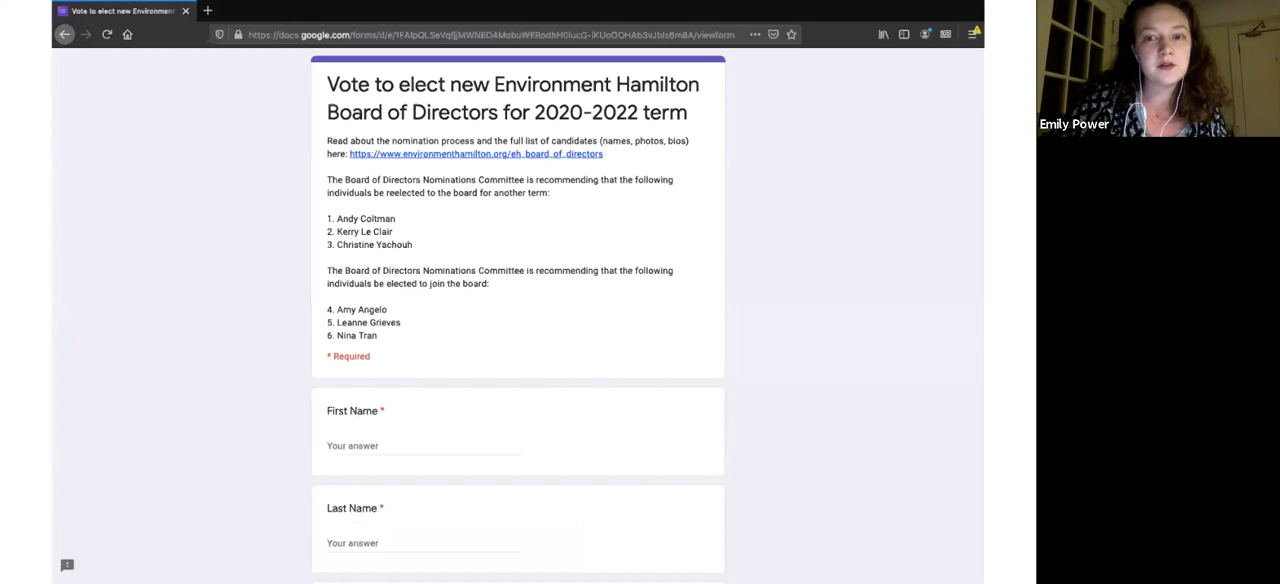 Vote to elect new Environment
https://docs.google.com/forms/d/e/
Vote to elect new Environment Hamilton
Board of Directors for 2020-2022 term
Read about the nomination process and the full list of candidates (names, photos, bios)
here: https://www.environmenthamilton.org/eh_board_of_directors
The Board of Directors Nominations Committee is recommending that the following
individuals be reelected to the board for another term:
1. Andy Coltman
2. Kerry Le Clair
3. Christine Yachouh
The Board of Directors Nominations Committee is recommending that the following
individuals be elected to join the board:
4. Amy Angelo
5. Leanne Grieves
6. Nina Tran
* Required
First Name *
Your answer
Last Name *
Your answer
Emily Power